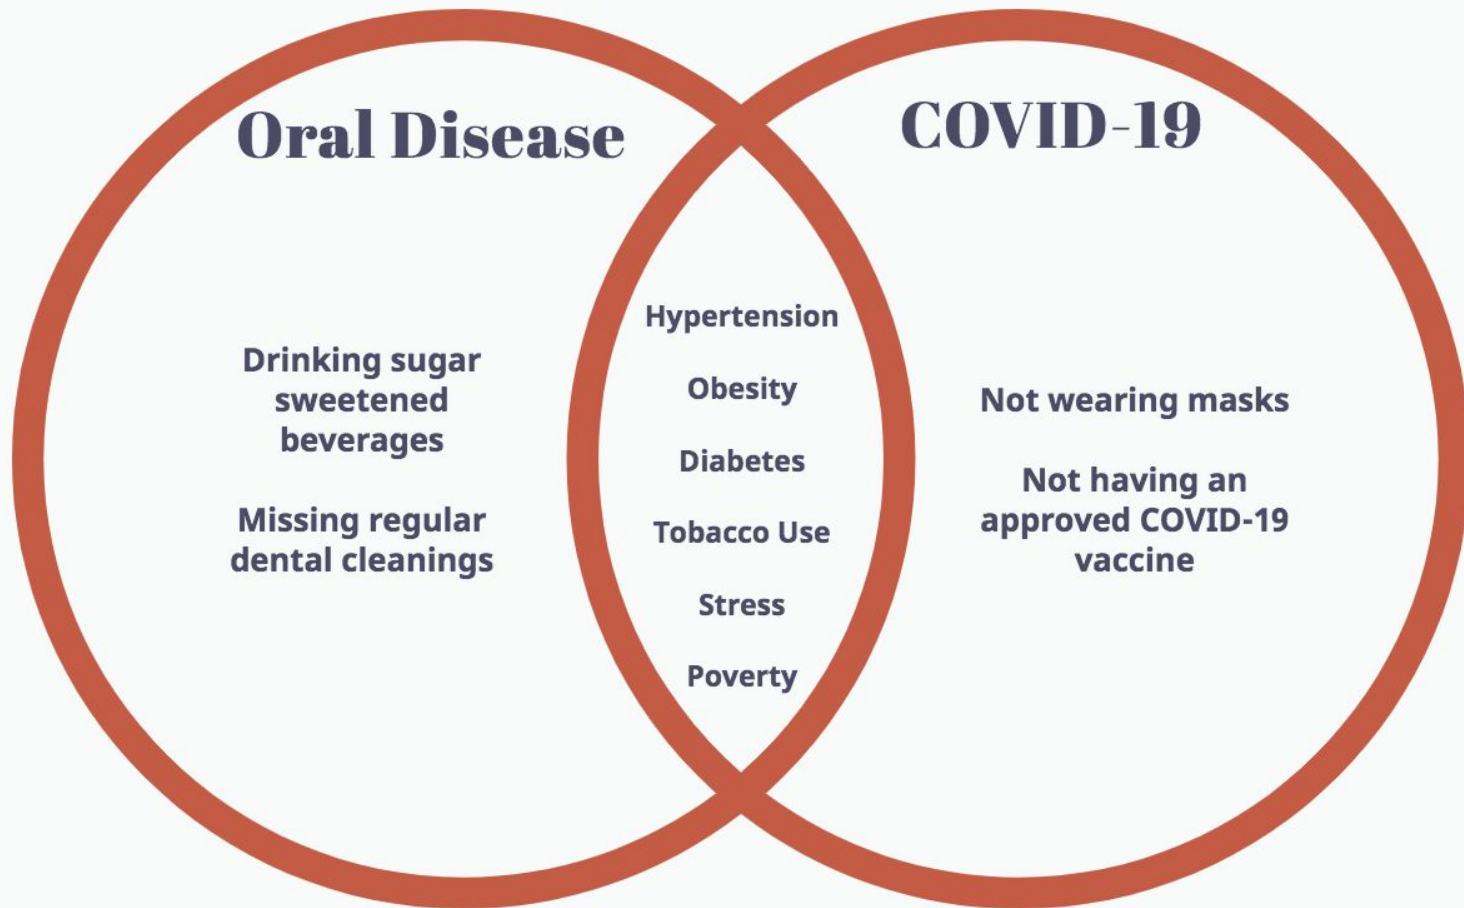 Oral Disease
Drinking sugar
sweetened
beverages
Missing regular
dental cleanings
Hypertension
Obesity
Diabetes
Tobacco Use
Stress
Poverty
COVID-19
Not wearing masks
Not having an
approved COVID-19
vaccine